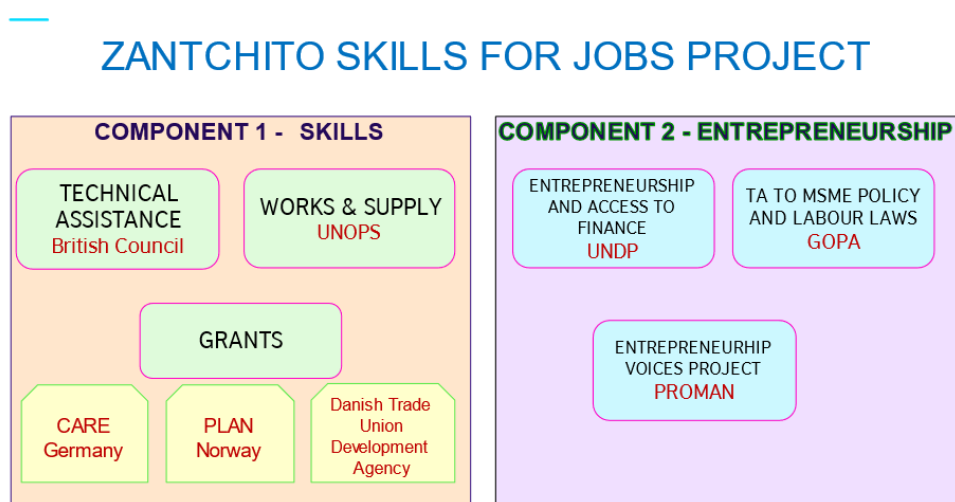 ZANTCHITO SKILLS FOR JOBS PROJECT
COMPONENT 1 - SKILLS
TECHNICAL
ASSISTANCE
British Council
WORKS & SUPPLY
UNOPS
GRANTS
CARE
Germany
PLAN
Norway
Danish Trade
Union
Development
Agency
COMPONENT 2 - ENTREPRENEURSHIP
ENTREPRENEURSHIP
AND ACCESS TO
FINANCE
UNDP
TA TO MSME POLICY
AND LABOUR LAWS
GOPA
ENTREPRENEURHIP
VOICES PROJECT
PROMAN